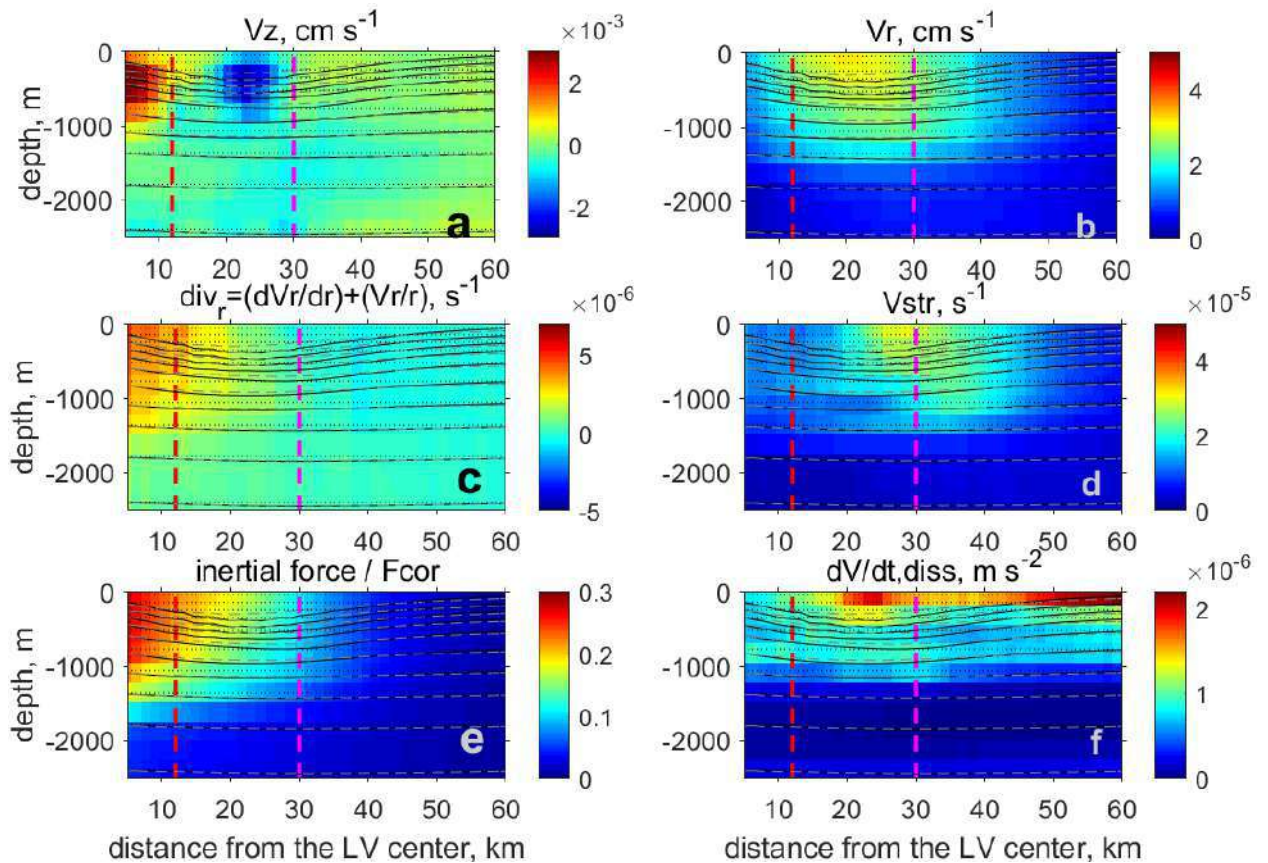 Vz, cm s⁻¹
×10⁻³
depth, m
0
-1000
-2000
2
0
-2
10 20 30 40 50 60
a
Vr, cm s⁻¹
0
-1000
-2000
4
2
0
10 20 30 40 50 60
b
div_r=(dVr/dr)+(Vr/r), s⁻¹
×10⁻⁶
depth, m
0
-1000
-2000
5
0
-5
10 20 30 40 50 60
c
Vstr, s⁻¹
×10⁻⁵
0
-1000
-2000
4
2
0
10 20 30 40 50 60
d
inertial force / Fcor
depth, m
0
-1000
-2000
0.3
0.2
0.1
0
10 20 30 40 50 60
e
distance from the LV center, km
dV/dt,diss, m s⁻²
×10⁻⁶
0
-1000
-2000
2
1
0
10 20 30 40 50 60
f
distance from the LV center, km